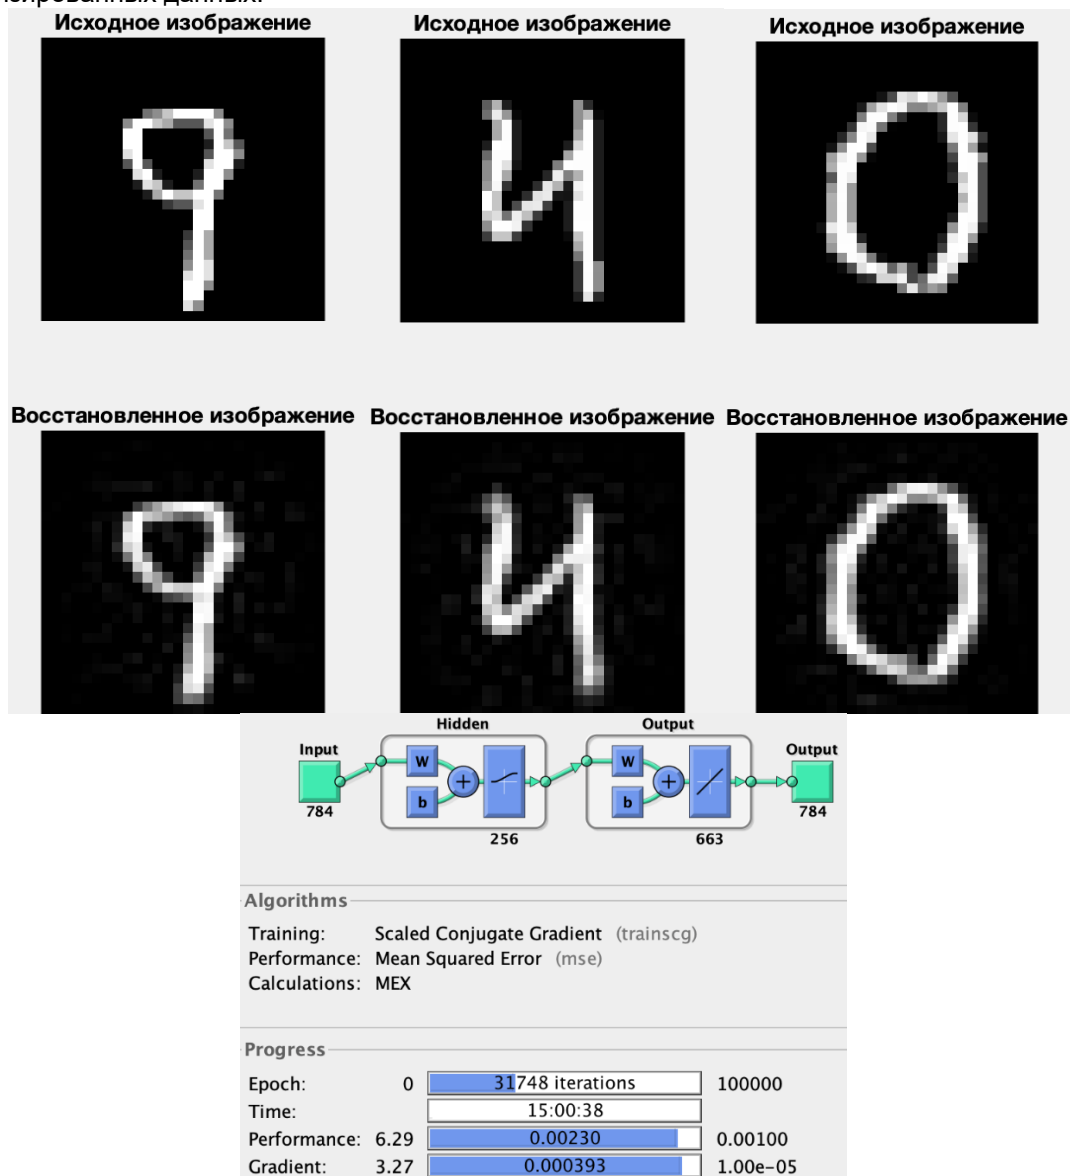 Исходное изображение
Исходное изображение
Исходное изображение
Восстановленное изображение
Восстановленное изображение
Восстановленное изображение
Hidden
Output
Input
Output
W
W
b
b
784
784
256
663
Algorithms
Training: Scaled Conjugate Gradient (trainscg)
Performance: Mean Squared Error (mse)
Calculations: MEX
Progress
Epoch: 0 31748 iterations 100000
Time: 15:00:38
Performance: 6.29 0.00230 0.00100
Gradient: 3.27 0.000393 1.00e-05